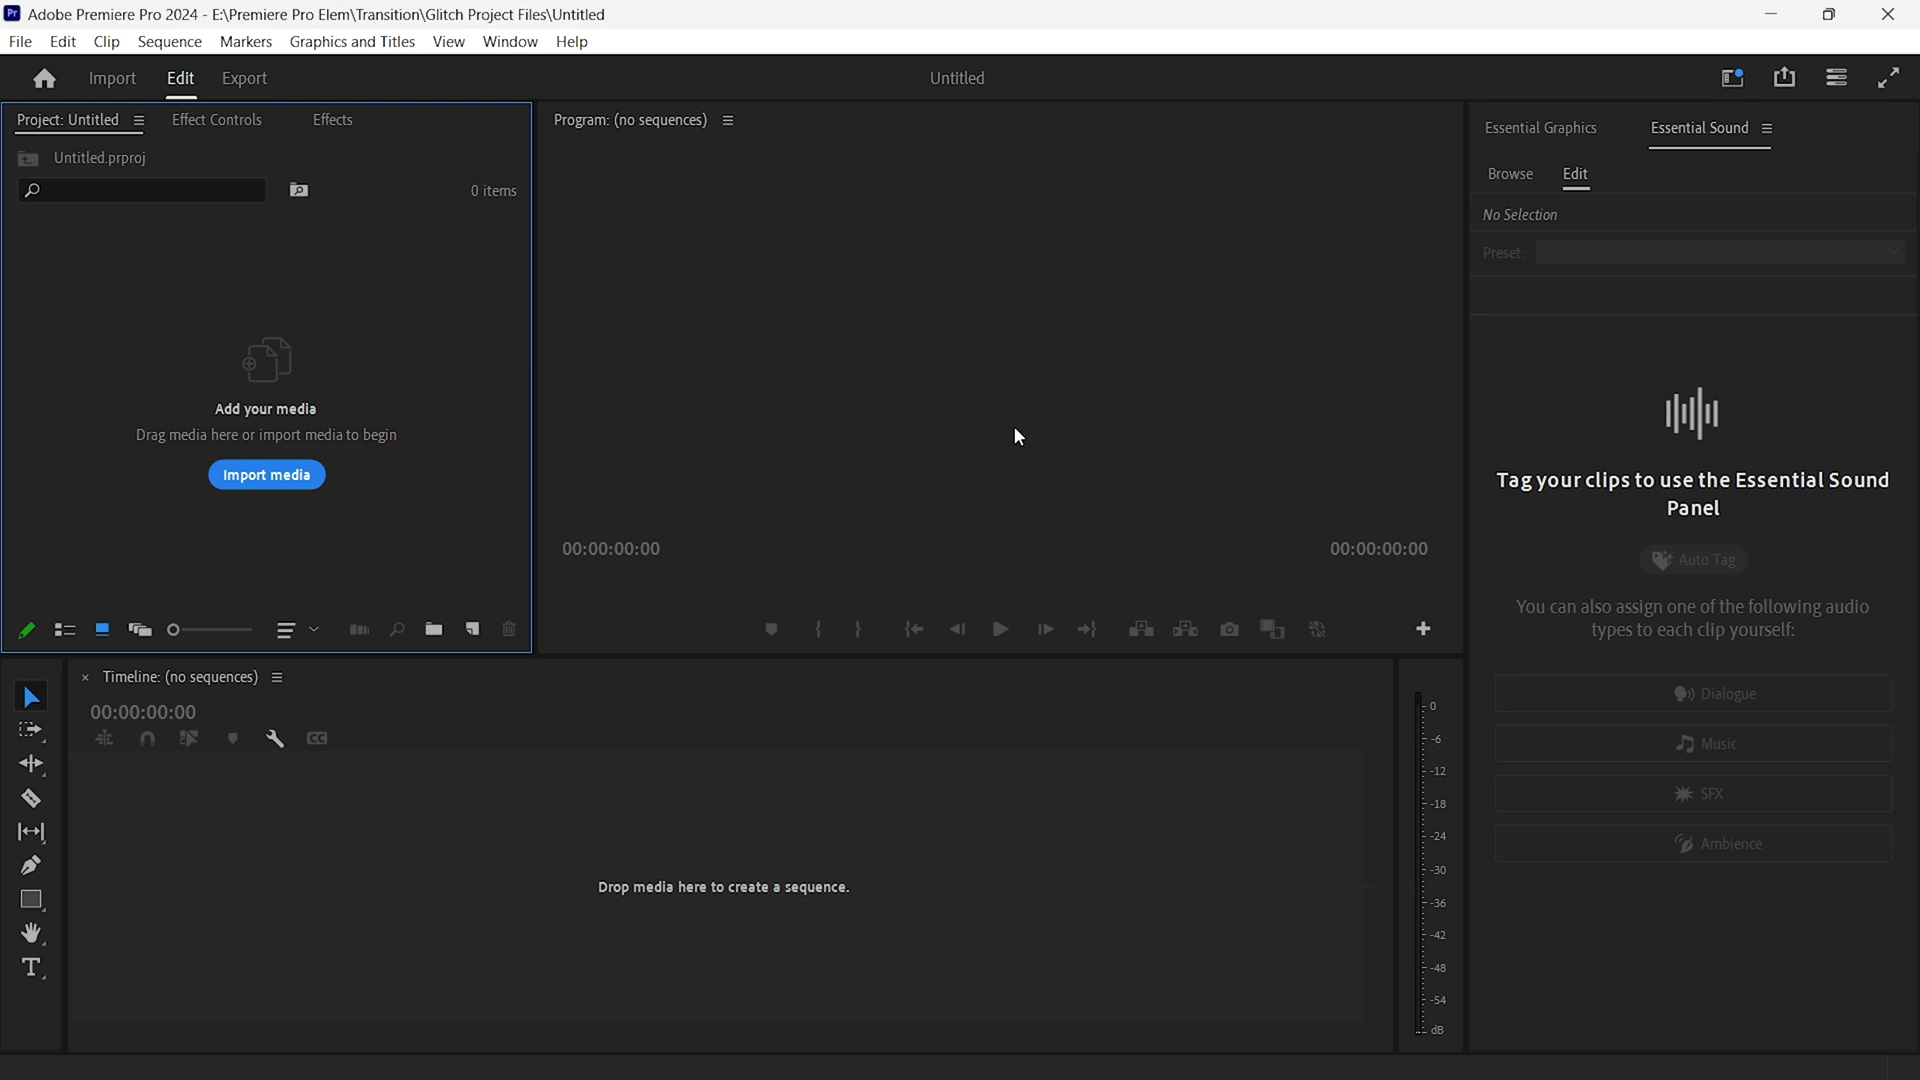 Pr Adobe Premiere Pro 2024 - E:\Premiere Pro Elem\Transition\Glitch Project Files\Untitled
File Edit Clip Sequence Markers Graphics and Titles View Window Help
Import Edit Export Untitled
Project: Untitled Effect Controls Effects
Untitled.prproj
0 items
Add your media
Drag media here or import media to begin
Import media
Program: (no sequences)
00:00:00:00 00:00:00:00
Essential Graphics Essential Sound
Browse Edit
No Selection
Preset:
Tag your clips to use the Essential Sound
Panel
Auto Tag
You can also assign one of the following audio
types to each clip yourself:
Dialogue
Music
SFX
Ambience
× Timeline: (no sequences)
00:00:00:00
CC
Drop media here to create a sequence.
T
0
-6
-12
-18
-24
-30
-36
-42
-48
-54
dB